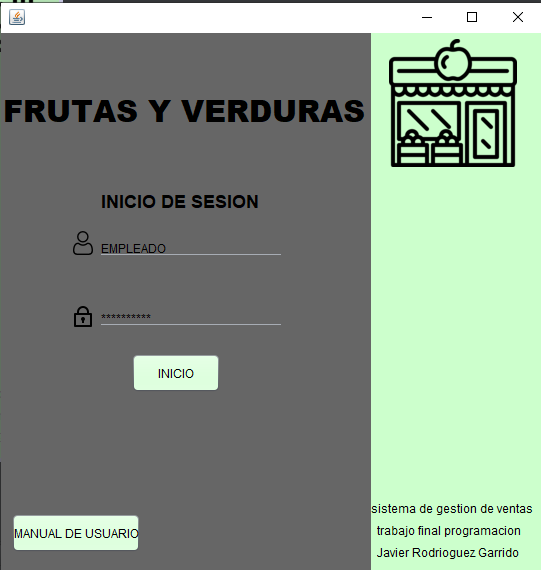 FRUTAS Y VERDURAS
INICIO DE SESION
EMPLEADO
**********
INICIO
MANUAL DE USUARIO
sistema de gestion de ventas
trabajo final programacion
Javier Rodrioguez Garrido